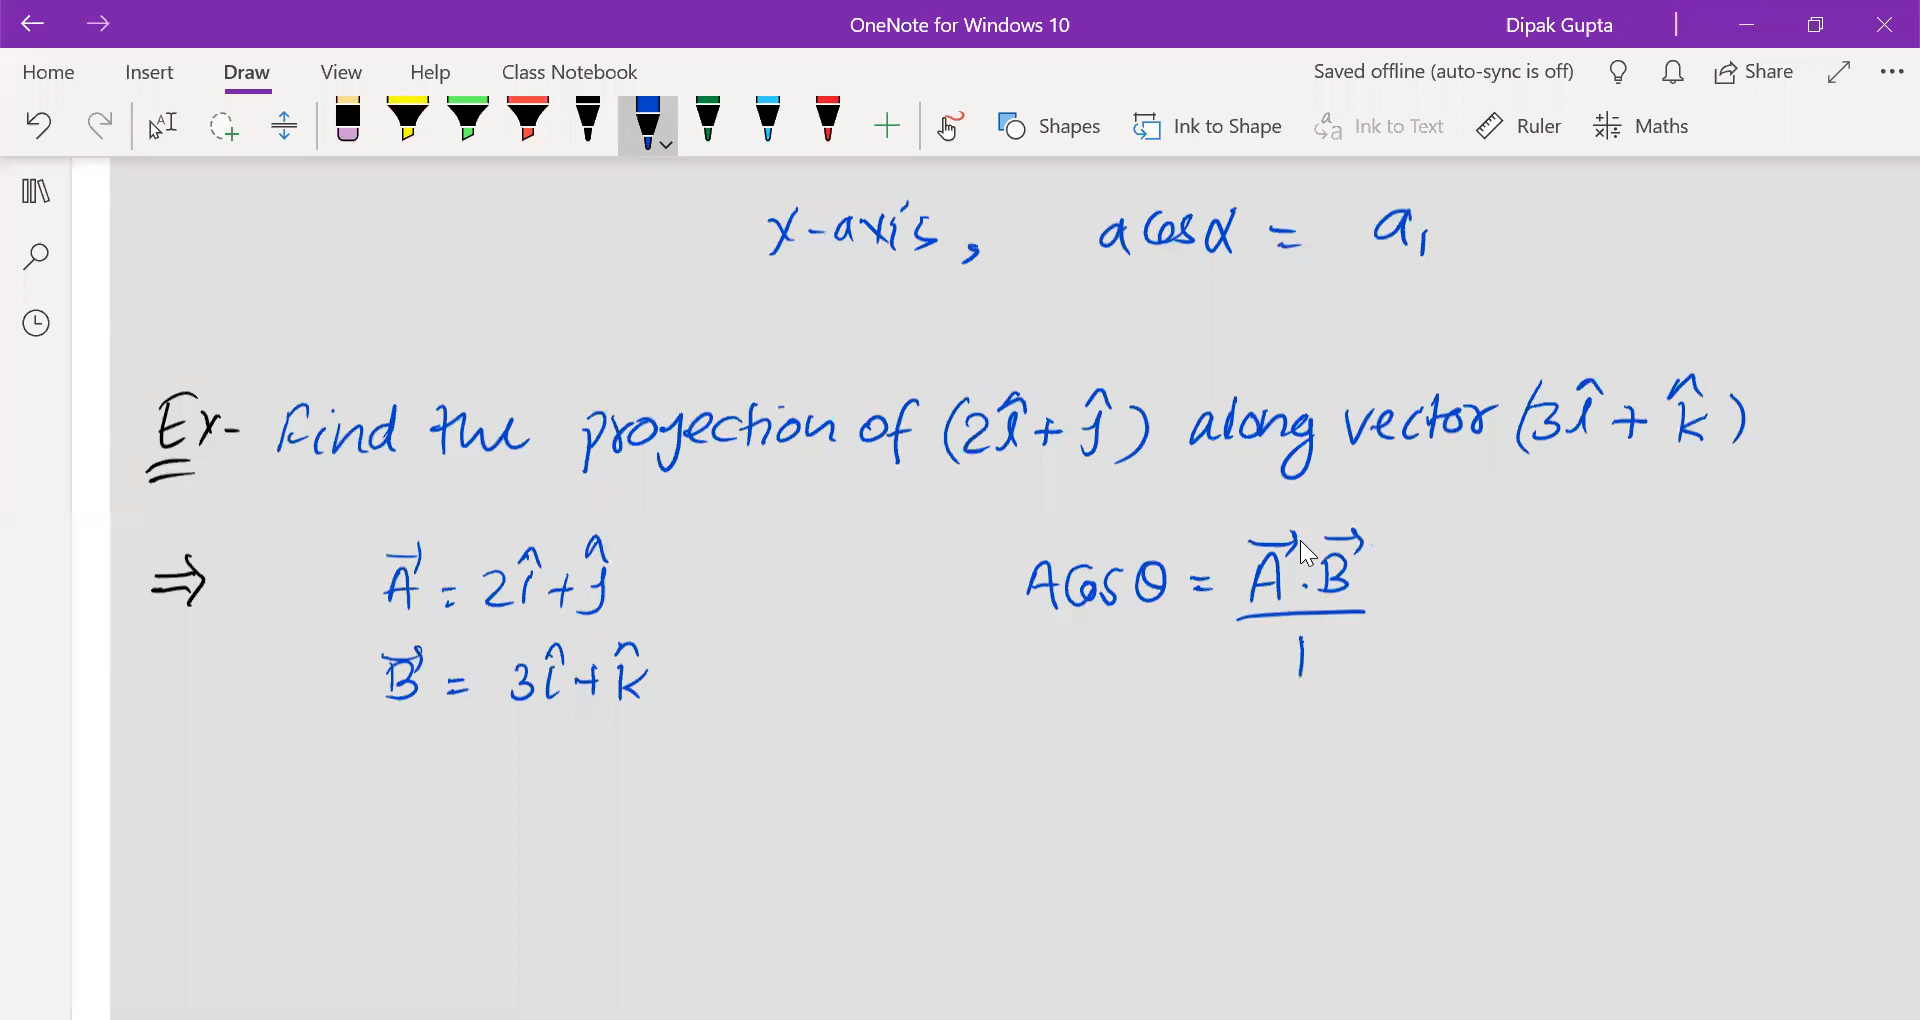 OneNote for Windows 10
Dipak Gupta
Home Insert Draw View Help Class Notebook
Saved offline (auto-sync is off) Share
Shapes Ink to Shape Ink to Text Ruler Maths
x-axis, a cos α = a₁
Ex- Find the projection of (2î + ĵ) along vector (3î + k̂)
⇒ A⃗ = 2î + ĵ
A cos θ = A⃗ . B⃗ / |
B⃗ = 3î + k̂